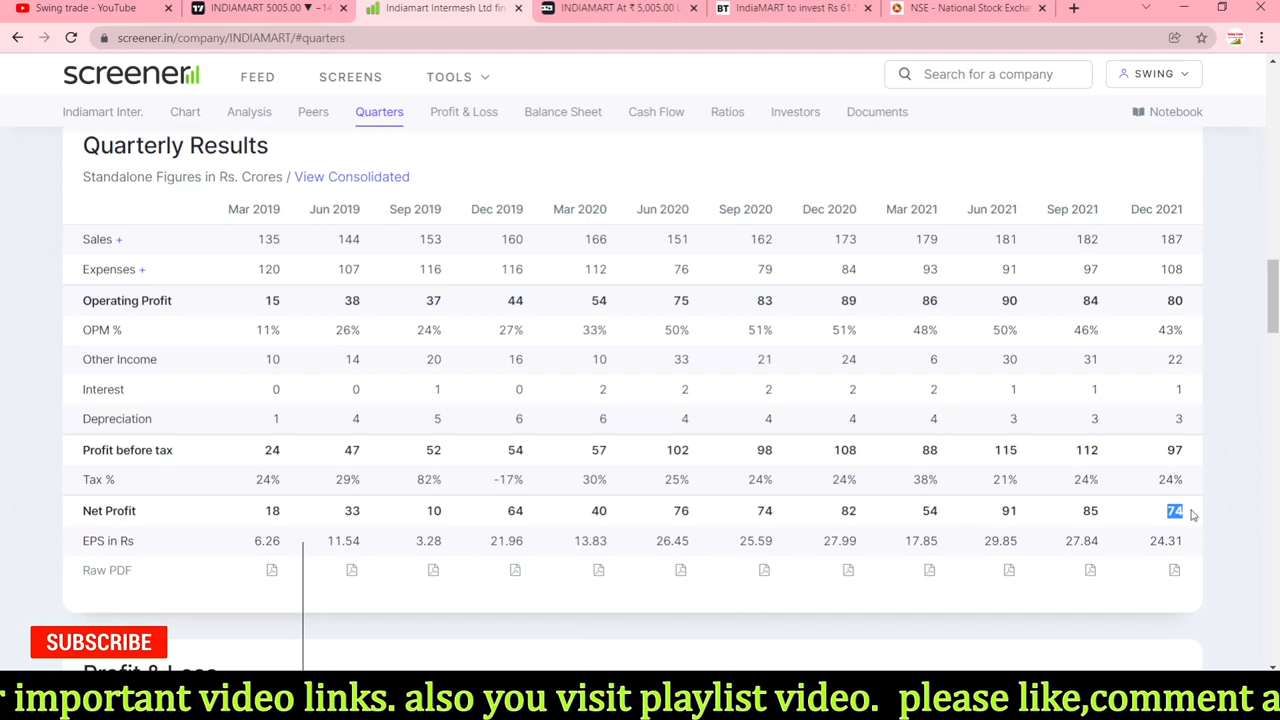 Swing trade - YouTube
INDIAMART 5005.00 ▼ −14
Indiamart Intermesh Ltd fin
INDIAMART At ₹ 5,005.00 L
IndiaMART to invest Rs 61.5
NSE - National Stock Exchan
screener.in/company/INDIAMART/#quarters
screener
FEED
SCREENS
TOOLS
Search for a company
SWING
Indiamart Inter. Chart Analysis Peers Quarters Profit & Loss Balance Sheet Cash Flow Ratios Investors Documents Notebook
Quarterly Results
Standalone Figures in Rs. Crores / View Consolidated
Mar 2019 Jun 2019 Sep 2019 Dec 2019 Mar 2020 Jun 2020 Sep 2020 Dec 2020 Mar 2021 Jun 2021 Sep 2021 Dec 2021
Sales + 135 144 153 160 166 151 162 173 179 181 182 187
Expenses + 120 107 116 116 112 76 79 84 93 91 97 108
Operating Profit 15 38 37 44 54 75 83 89 86 90 84 80
OPM % 11% 26% 24% 27% 33% 50% 51% 51% 48% 50% 46% 43%
Other Income 10 14 20 16 10 33 21 24 6 30 31 22
Interest 0 0 1 0 2 2 2 2 2 1 1 1
Depreciation 1 4 5 6 6 4 4 4 4 3 3 3
Profit before tax 24 47 52 54 57 102 98 108 88 115 112 97
Tax % 24% 29% 82% -17% 30% 25% 24% 24% 38% 21% 24% 24%
Net Profit 18 33 10 64 40 76 74 82 54 91 85 74
EPS in Rs 6.26 11.54 3.28 21.96 13.83 26.45 25.59 27.99 17.85 29.85 27.84 24.31
Raw PDF
SUBSCRIBE
Profit & Loss
r important video links. also you visit playlist video. please like,comment a